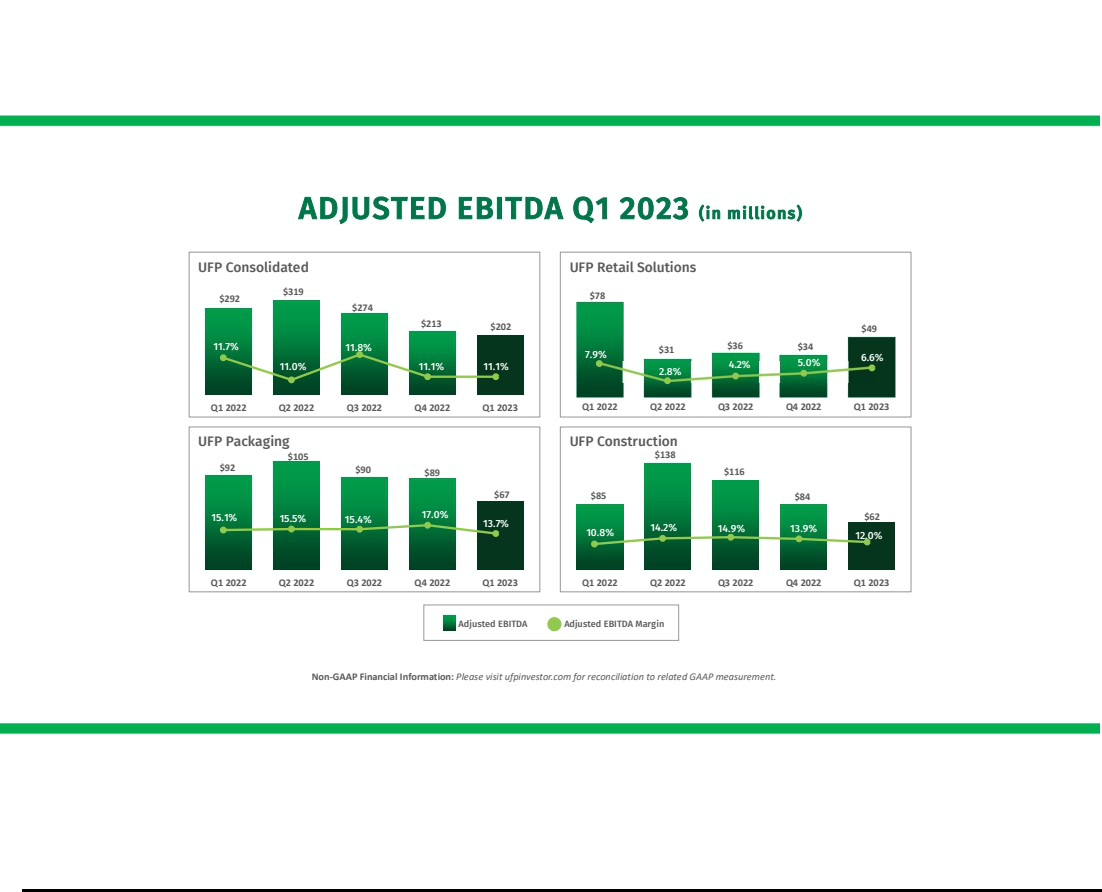 ADJUSTED EBITDA Q1 2023 (in millions)
UFP Consolidated
$292
$319
$274
$213
$202
11.7%
11.0%
11.8%
11.1%
11.1%
Q1 2022
Q2 2022
Q3 2022
Q4 2022
Q1 2023
UFP Retail Solutions
$78
$31
$36
$34
$49
7.9%
2.8%
4.2%
5.0%
6.6%
Q1 2022
Q2 2022
Q3 2022
Q4 2022
Q1 2023
UFP Packaging
$92
$105
$90
$89
$67
15.1%
15.5%
15.4%
17.0%
13.7%
Q1 2022
Q2 2022
Q3 2022
Q4 2022
Q1 2023
UFP Construction
$85
$138
$116
$84
$62
10.8%
14.2%
14.9%
13.9%
12.0%
Q1 2022
Q2 2022
Q3 2022
Q4 2022
Q1 2023
Adjusted EBITDA
Adjusted EBITDA Margin
Non-GAAP Financial Information: Please visit ufpinvestor.com for reconciliation to related GAAP measurement.